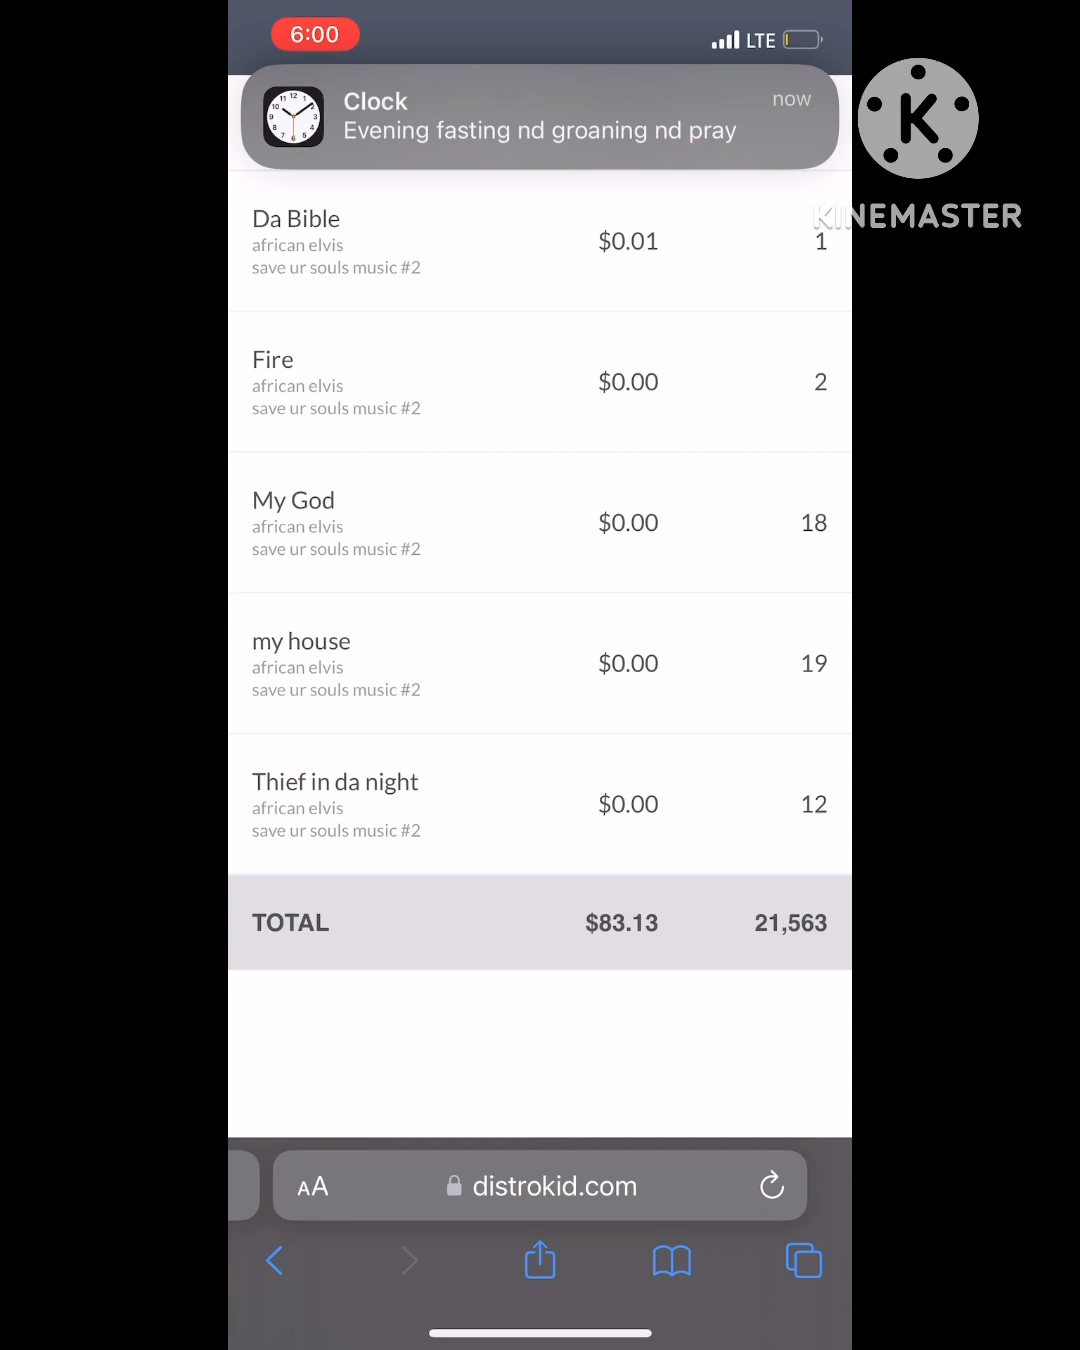 6:00
LTE
Clock
now
Evening fasting nd groaning nd pray
K
KINEMASTER
Da Bible
african elvis
save ur souls music #2
$0.01
1
Fire
african elvis
save ur souls music #2
$0.00
2
My God
african elvis
save ur souls music #2
$0.00
18
my house
african elvis
save ur souls music #2
$0.00
19
Thief in da night
african elvis
save ur souls music #2
$0.00
12
TOTAL
$83.13
21,563
AA
distrokid.com